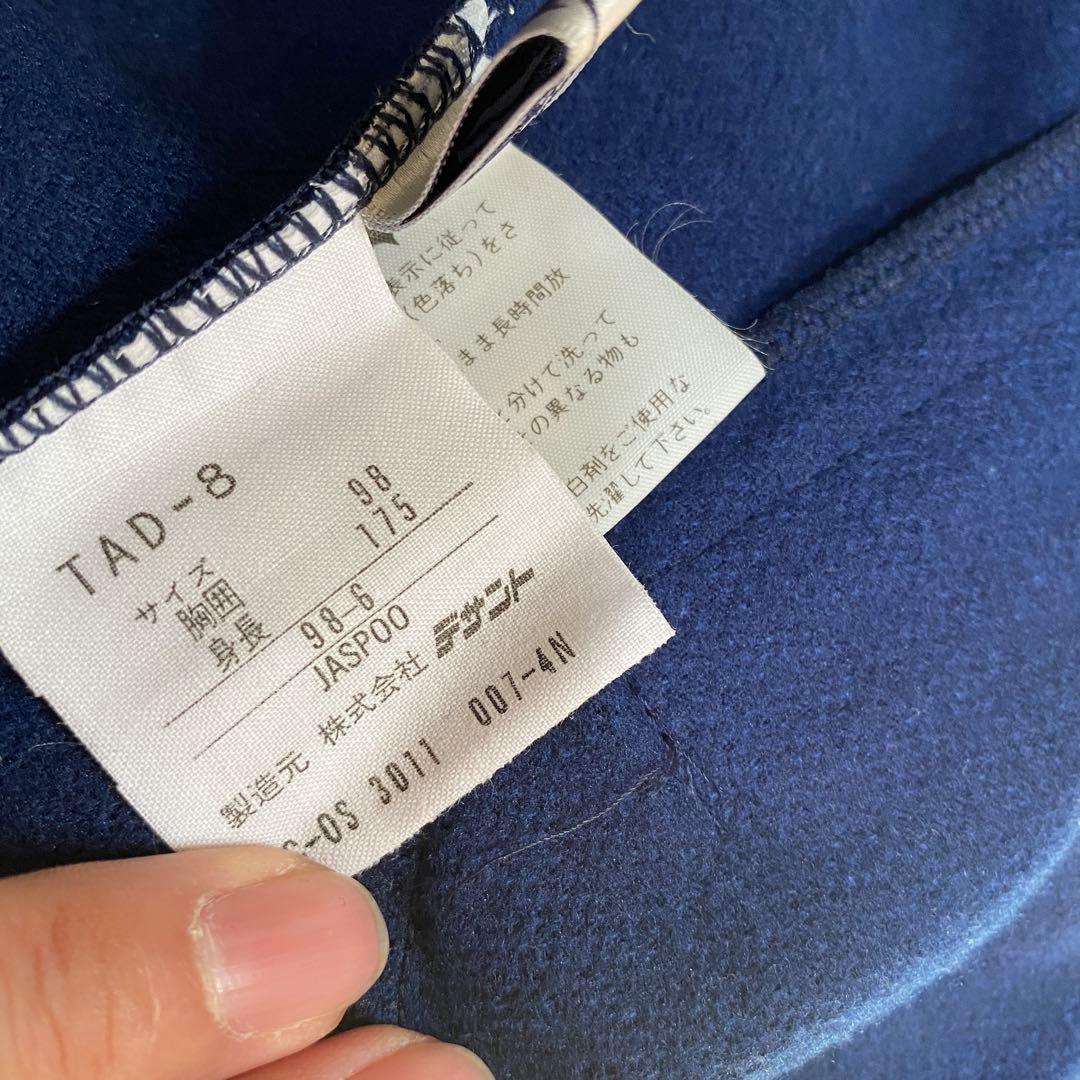 TAD-8
サイズ
胸囲 98
身長 175
98-6
JASPOO
製造元 株式会社 デサント
-OS 3011 007-4N
表示に従って
(色落ち)をさ
まま長時間放
分けて洗って
の異なる物も
白剤をご使用な
先濯して下さい。